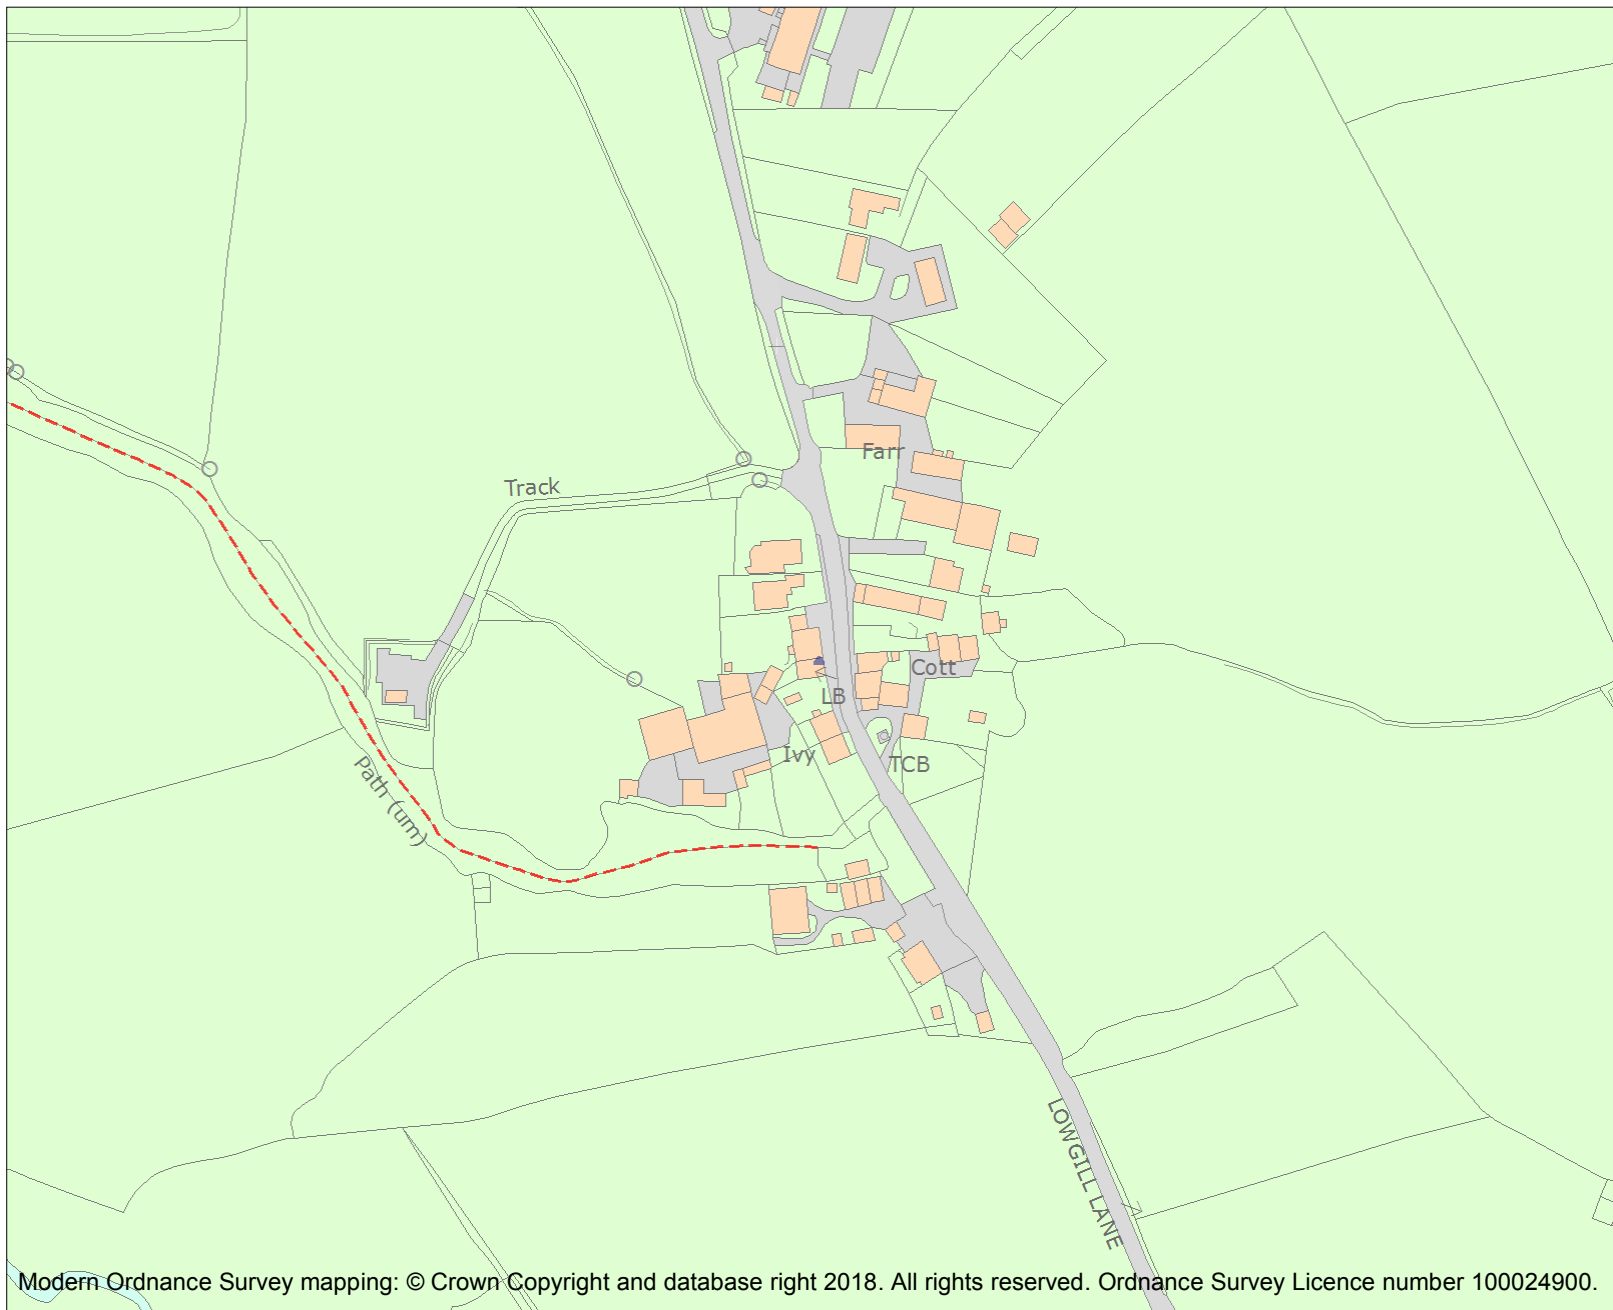 Farr
Track
Cott
LB
Ivy
TCB
Path (um)
LOWGILL LANE
Modern Ordnance Survey mapping: © Crown Copyright and database right 2018. All rights reserved. Ordnance Survey Licence number 100024900.